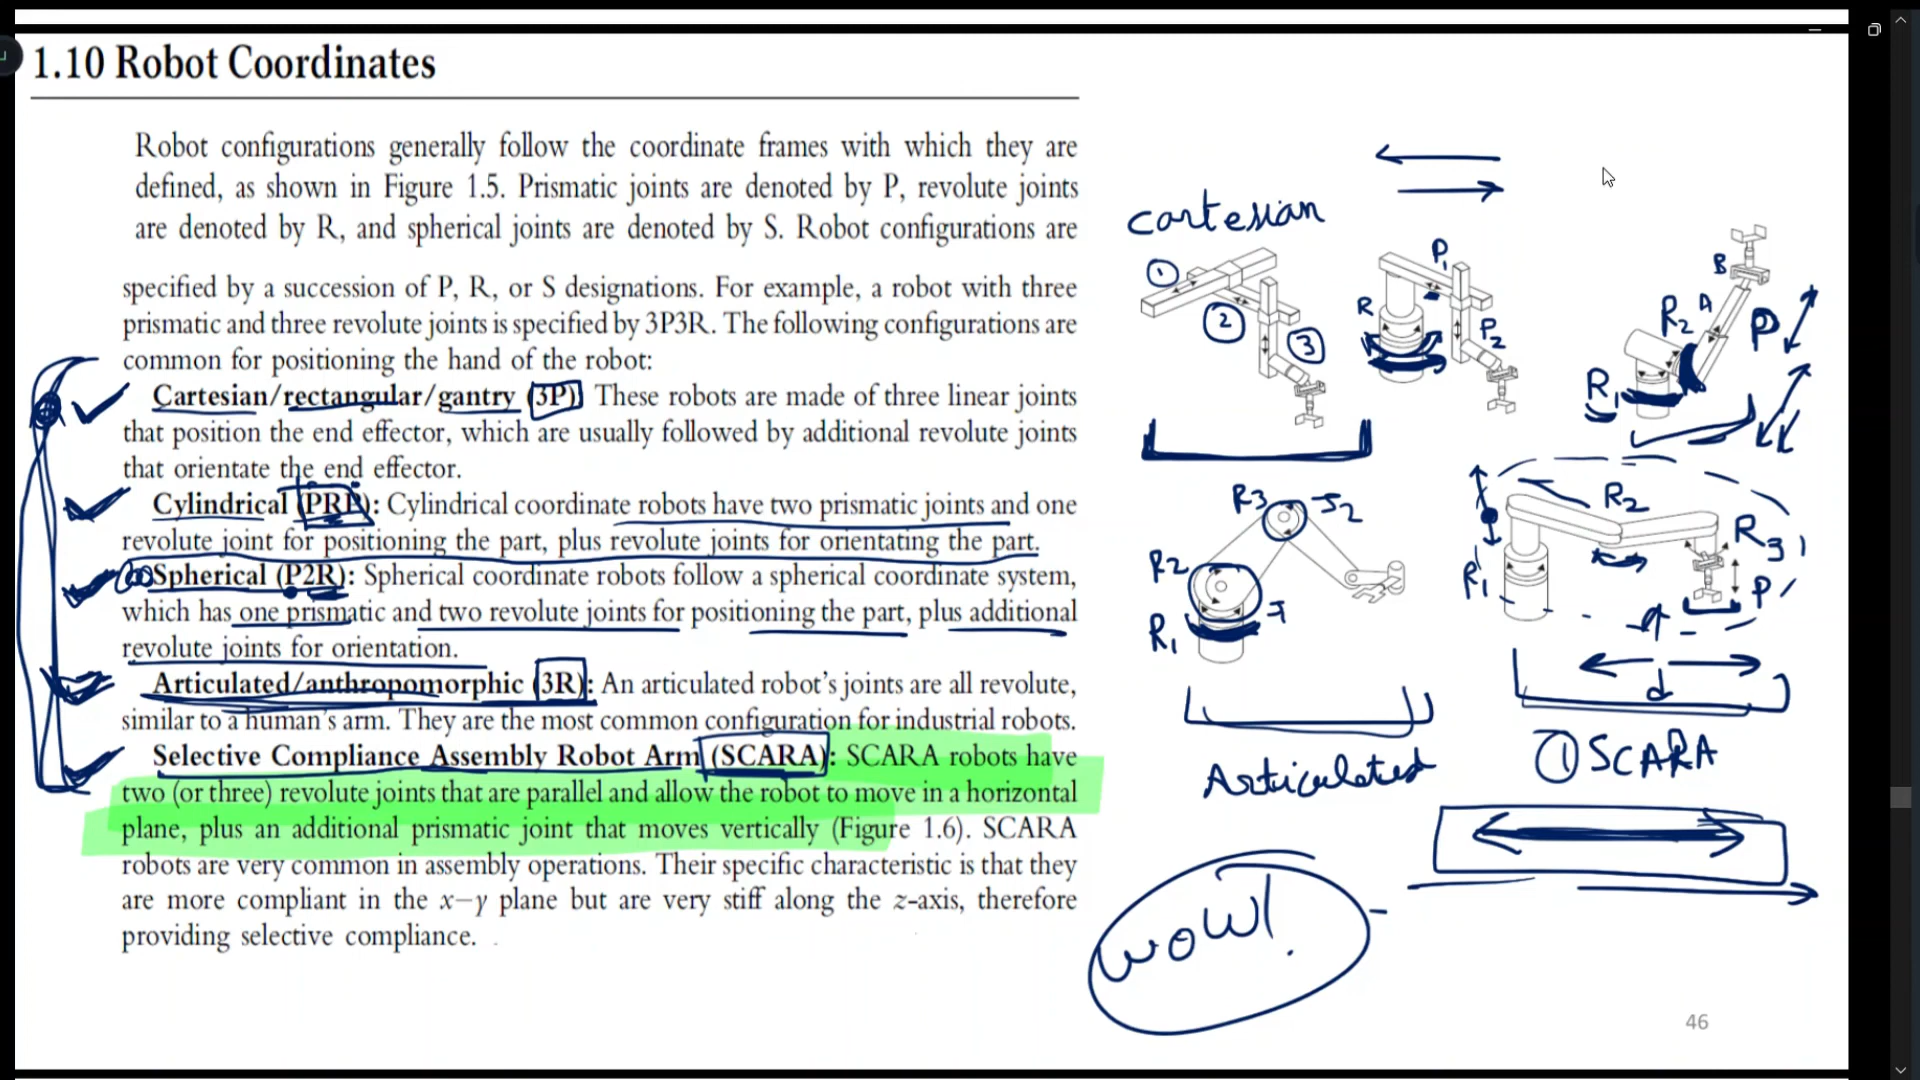 1.10 Robot Coordinates
Robot configurations generally follow the coordinate frames with which they are
defined, as shown in Figure 1.5. Prismatic joints are denoted by P, revolute joints
are denoted by R, and spherical joints are denoted by S. Robot configurations are
specified by a succession of P, R, or S designations. For example, a robot with three
prismatic and three revolute joints is specified by 3P3R. The following configurations are
common for positioning the hand of the robot:
Cartesian/rectangular/gantry (3P) These robots are made of three linear joints
that position the end effector, which are usually followed by additional revolute joints
that orientate the end effector.
Cylindrical (PRP): Cylindrical coordinate robots have two prismatic joints and one
revolute joint for positioning the part, plus revolute joints for orientating the part.
Spherical (P2R): Spherical coordinate robots follow a spherical coordinate system,
which has one prismatic and two revolute joints for positioning the part, plus additional
revolute joints for orientation.
Articulated/anthropomorphic (3R): An articulated robot's joints are all revolute,
similar to a human's arm. They are the most common configuration for industrial robots.
Selective Compliance Assembly Robot Arm (SCARA): SCARA robots have
two (or three) revolute joints that are parallel and allow the robot to move in a horizontal
plane, plus an additional prismatic joint that moves vertically (Figure 1.6). SCARA
robots are very common in assembly operations. Their specific characteristic is that they
are more compliant in the x–y plane but are very stiff along the z-axis, therefore
providing selective compliance.
Cartesian
1
2
3
P1
R
P2
B
A
R2
P
R1
R3
J2
R2
R1
Articulated
R2
R3
R1
P
d
1 SCARA
WOW!
46